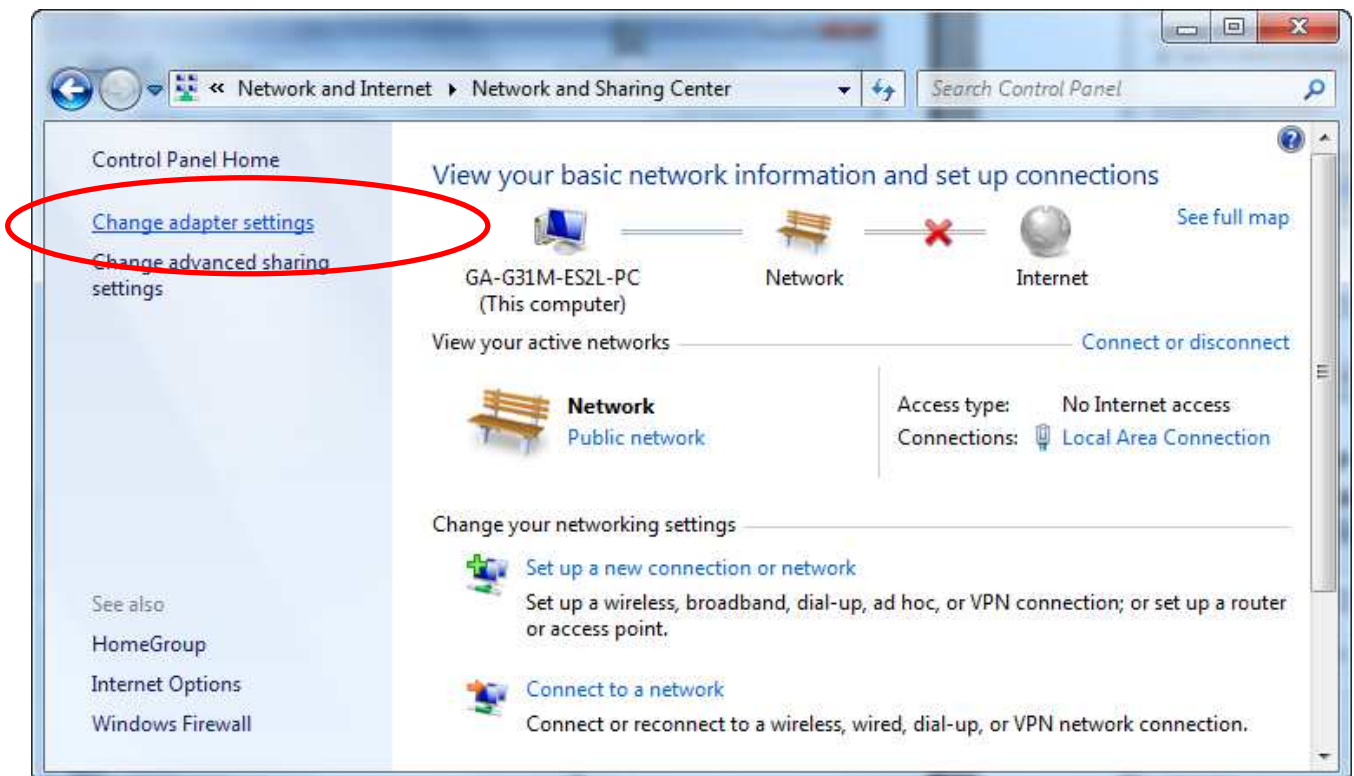 « Network and Internet ▸ Network and Sharing Center
Search Control Panel
Control Panel Home
Change adapter settings
Change advanced sharing
settings
See also
HomeGroup
Internet Options
Windows Firewall
View your basic network information and set up connections
See full map
GA-G31M-ES2L-PC
(This computer)
Network
Internet
View your active networks
Connect or disconnect
Network
Public network
Access type: No Internet access
Connections: Local Area Connection
Change your networking settings
Set up a new connection or network
Set up a wireless, broadband, dial-up, ad hoc, or VPN connection; or set up a router
or access point.
Connect to a network
Connect or reconnect to a wireless, wired, dial-up, or VPN network connection.